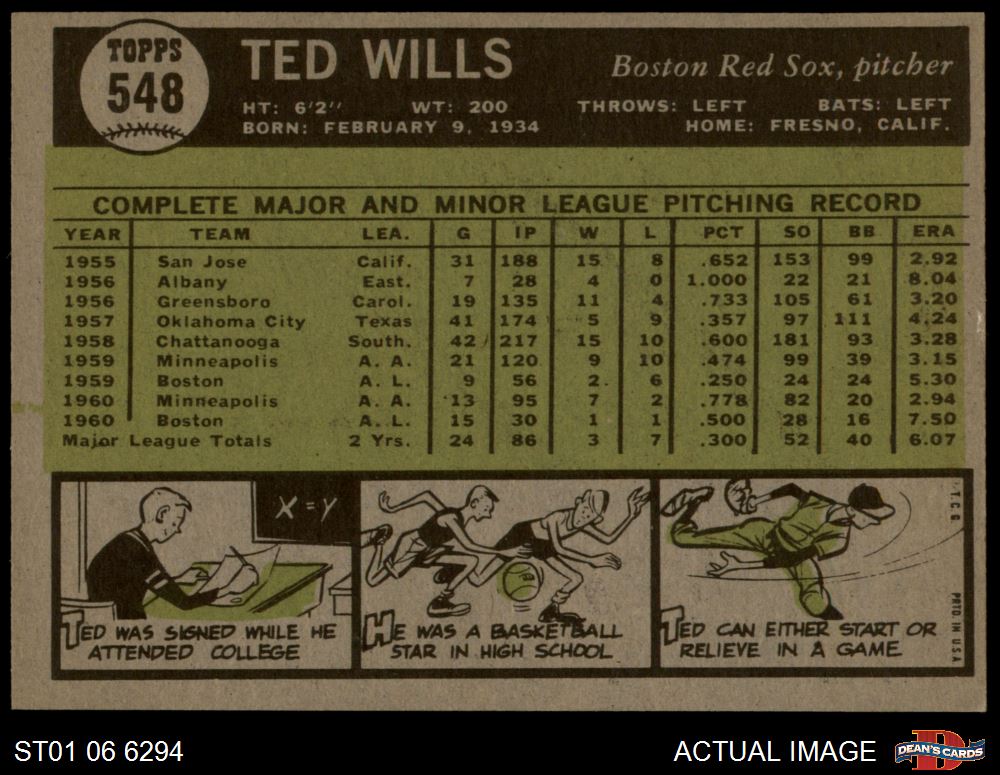 TOPPS
548
TED WILLS
Boston Red Sox, pitcher
HT: 6'2" WT: 200 THROWS: LEFT BATS: LEFT
BORN: FEBRUARY 9, 1934 HOME: FRESNO, CALIF.
COMPLETE MAJOR AND MINOR LEAGUE PITCHING RECORD
YEAR TEAM LEA. G IP W L PCT SO BB ERA
1955 San Jose Calif. 31 188 15 8 .652 153 99 2.92
1956 Albany East. 7 28 4 0 1.000 22 21 8.04
1956 Greensboro Carol. 19 135 11 4 .733 105 61 3.20
1957 Oklahoma City Texas 41 174 5 9 .357 97 111 4.24
1958 Chattanooga South. 42 217 15 10 .600 181 93 3.28
1959 Minneapolis A. A. 21 120 9 10 .474 99 39 3.15
1959 Boston A. L. 9 56 2 6 .250 24 24 5.30
1960 Minneapolis A. A. 13 95 7 2 .778 82 20 2.94
1960 Boston A. L. 15 30 1 1 .500 28 16 7.50
Major League Totals 2 Yrs. 24 86 3 7 .300 52 40 6.07
X = Y
TED WAS SIGNED WHILE HE
ATTENDED COLLEGE
HE WAS A BASKETBALL
STAR IN HIGH SCHOOL
TED CAN EITHER START OR
RELIEVE IN A GAME
T. C. G.
PRTD IN U S A
ST01 06 6294
ACTUAL IMAGE
D
DEAN'S CARDS